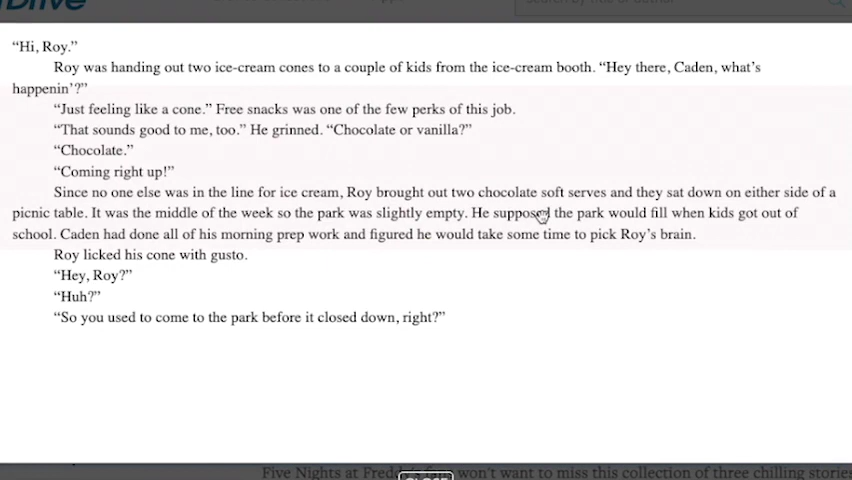 “Hi, Roy.”
Roy was handing out two ice-cream cones to a couple of kids from the ice-cream booth. “Hey there, Caden, what’s
happenin’?”
“Just feeling like a cone.” Free snacks was one of the few perks of this job.
“That sounds good to me, too.” He grinned. “Chocolate or vanilla?”
“Chocolate.”
“Coming right up!”
Since no one else was in the line for ice cream, Roy brought out two chocolate soft serves and they sat down on either side of a
picnic table. It was the middle of the week so the park was slightly empty. He supposed the park would fill when kids got out of
school. Caden had done all of his morning prep work and figured he would take some time to pick Roy’s brain.
Roy licked his cone with gusto.
“Hey, Roy?”
“Huh?”
“So you used to come to the park before it closed down, right?”
Five Nights at Freddy's fans won't want to miss this collection of three chilling stories
CLOSE